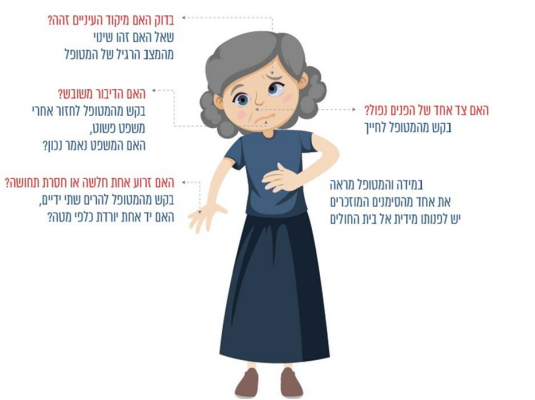 בדוק האם מיקוד העיניים זהה?
שאל האם זהו שינוי
מהמצב הרגיל של המטופל
האם הדיבור משובש?
בקש מהמטופל לחזור אחרי
משפט פשוט,
האם המשפט נאמר נכון?
האם צד אחד של הפנים נפול?
בקש מהמטופל לחייך
האם זרוע אחת חלשה או חסרת תחושה?
בקש מהמטופל להרים שתי ידיים,
האם יד אחת יורדת כלפי מטה?
במידה והמטופל מראה
את אחד מהסימנים המוזכרים
יש לפנותו מידית אל בית החולים